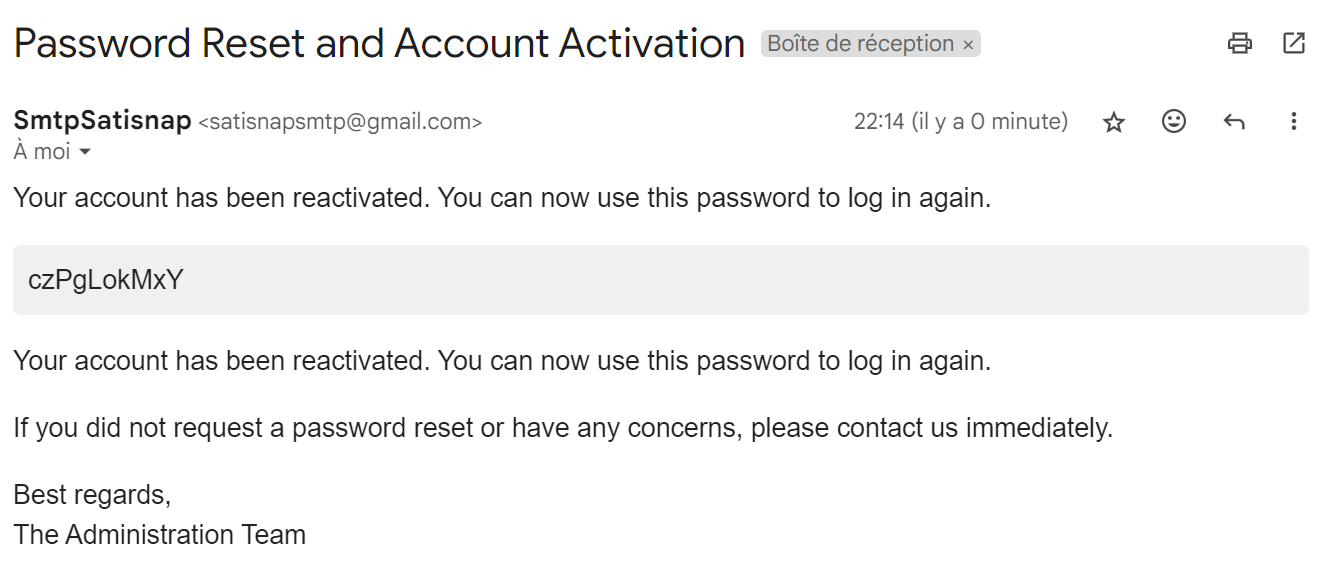 Password Reset and Account Activation Boîte de réception ×
SmtpSatisnap <satisnapsmtp@gmail.com> 22:14 (il y a 0 minute)
À moi
Your account has been reactivated. You can now use this password to log in again.
czPgLokMxY
Your account has been reactivated. You can now use this password to log in again.
If you did not request a password reset or have any concerns, please contact us immediately.
Best regards,
The Administration Team